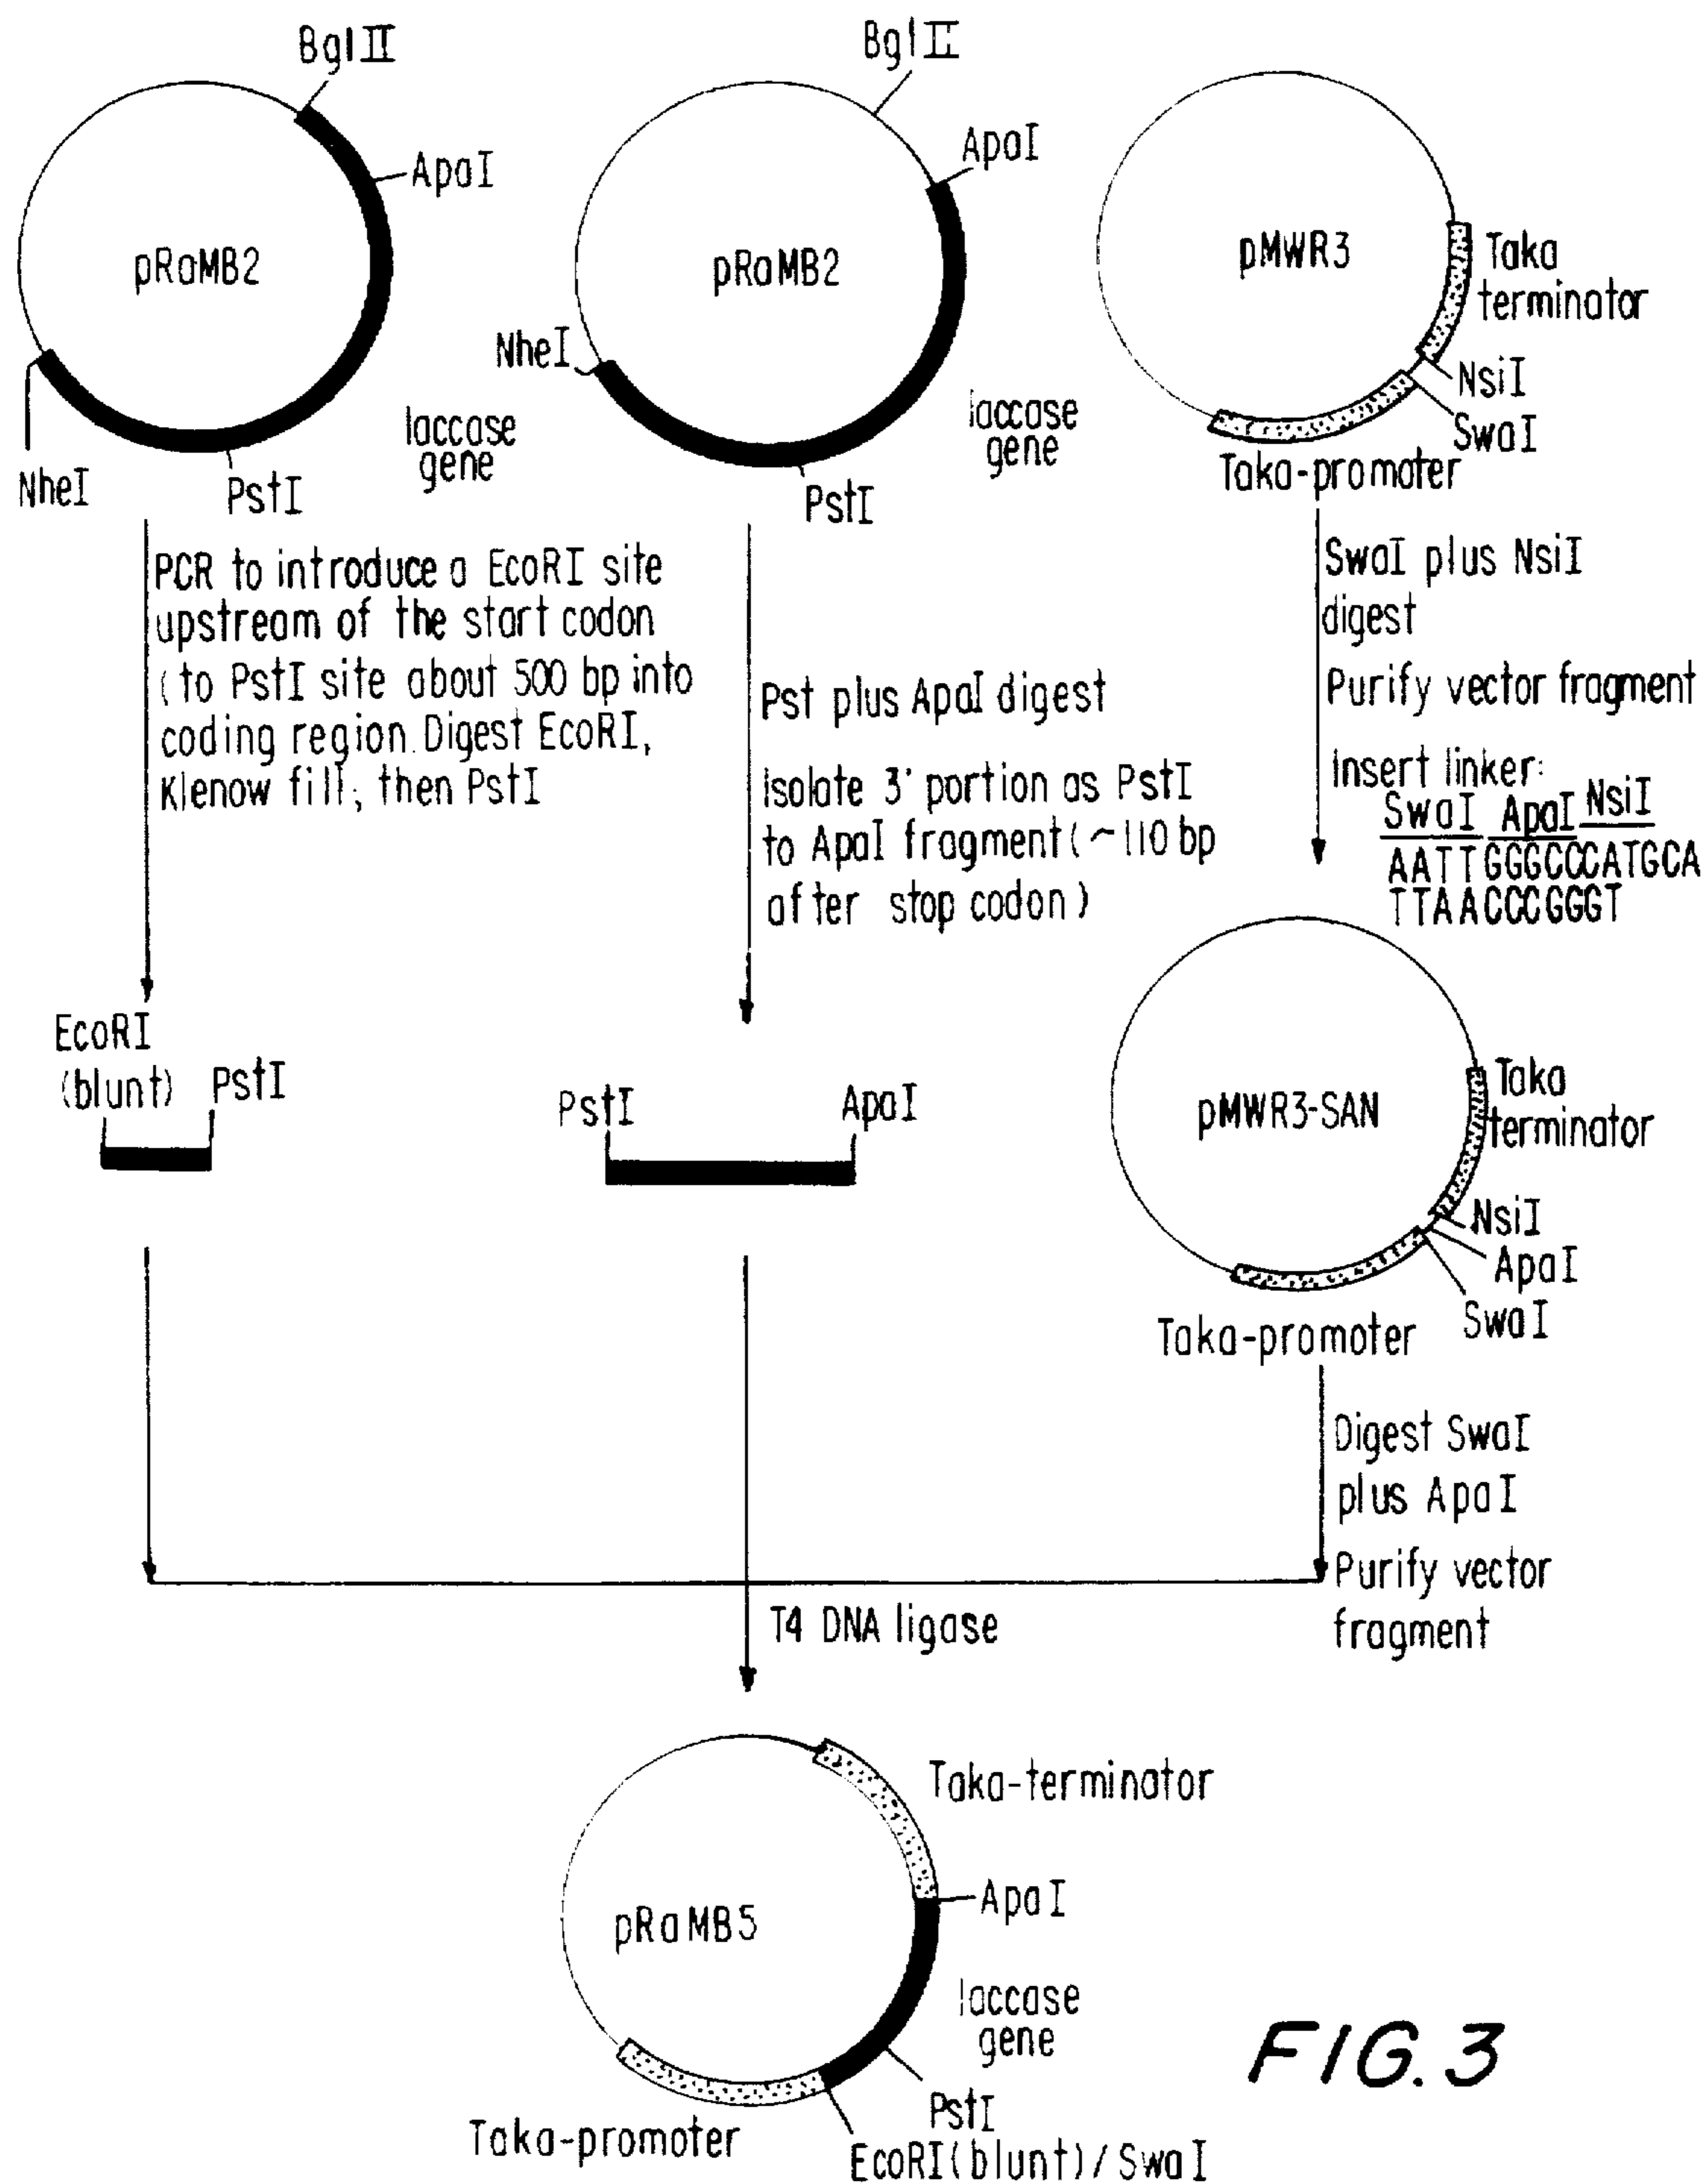 BglII
ApaI
pRaMB2
NheI
PstI
laccase
gene
BglII
ApaI
pRaMB2
NheI
laccase
gene
PstI
pMWR3
Taka
terminator
NsiI
SwaI
Taka-promoter
PCR to introduce a EcoRI site
upstream of the start codon
(to PstI site about 500 bp into
coding region. Digest EcoRI,
Klenow fill, then PstI
Pst plus ApaI digest
Isolate 3' portion as PstI
to ApaI fragment (~110 bp
after stop codon)
SwaI plus NsiI
digest
Purify vector fragment
Insert linker:
SwaI ApaI NsiI
AATTGGGCCCATGCA
TTAACCCGGGT
EcoRI
(blunt) PstI
PstI ApaI
pMWR3-SAN
Taka
terminator
NsiI
ApaI
SwaI
Taka-promoter
Digest SwaI
plus ApaI
Purify vector
fragment
T4 DNA ligase
Taka-terminator
ApaI
pRaMB5
laccase
gene
PstI
EcoRI(blunt)/SwaI
Taka-promoter
FIG. 3